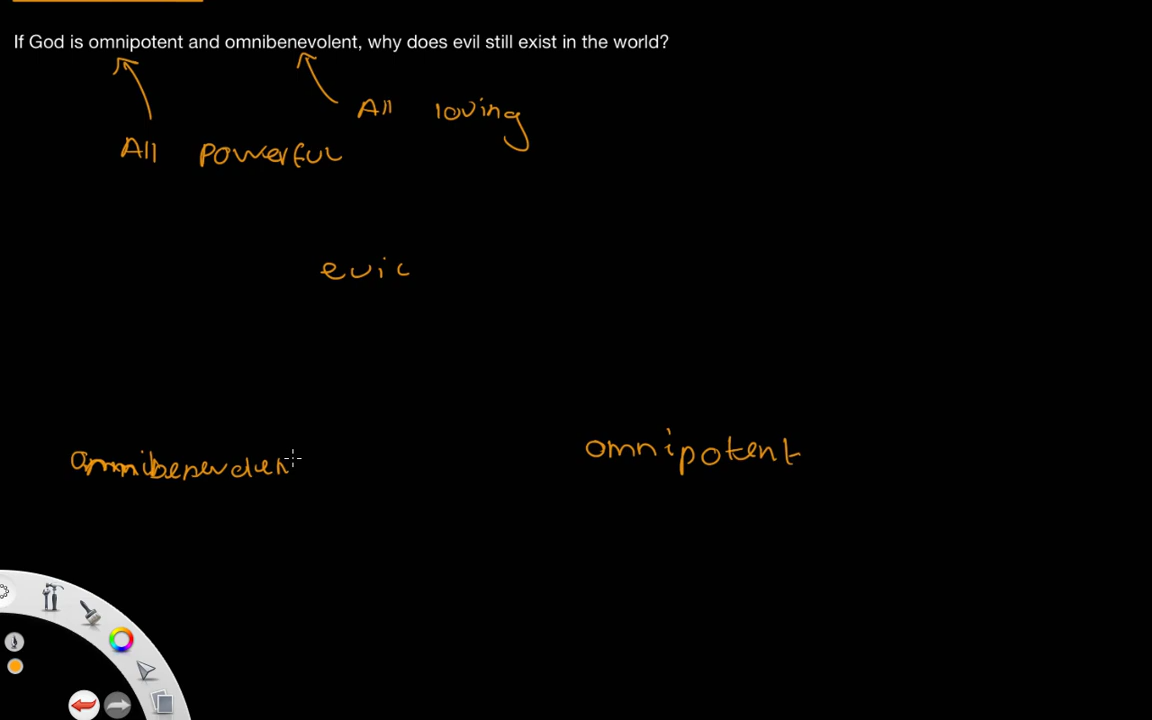 If God is omnipotent and omnibenevolent, why does evil still exist in the world?
All loving
All powerful
evil
omnipotent
omnibenevolent